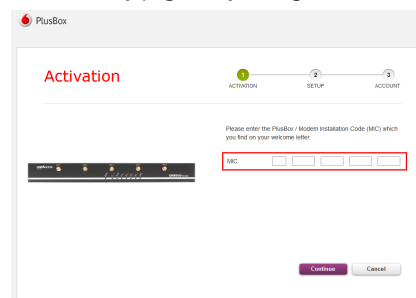 PlusBox
Activation
1
2
3
ACTIVATION
SETUP
ACCOUNT
Please enter the PlusBox / Modem Installation Code (MIC) which
you find on your welcome letter.
MIC
Continue
Cancel